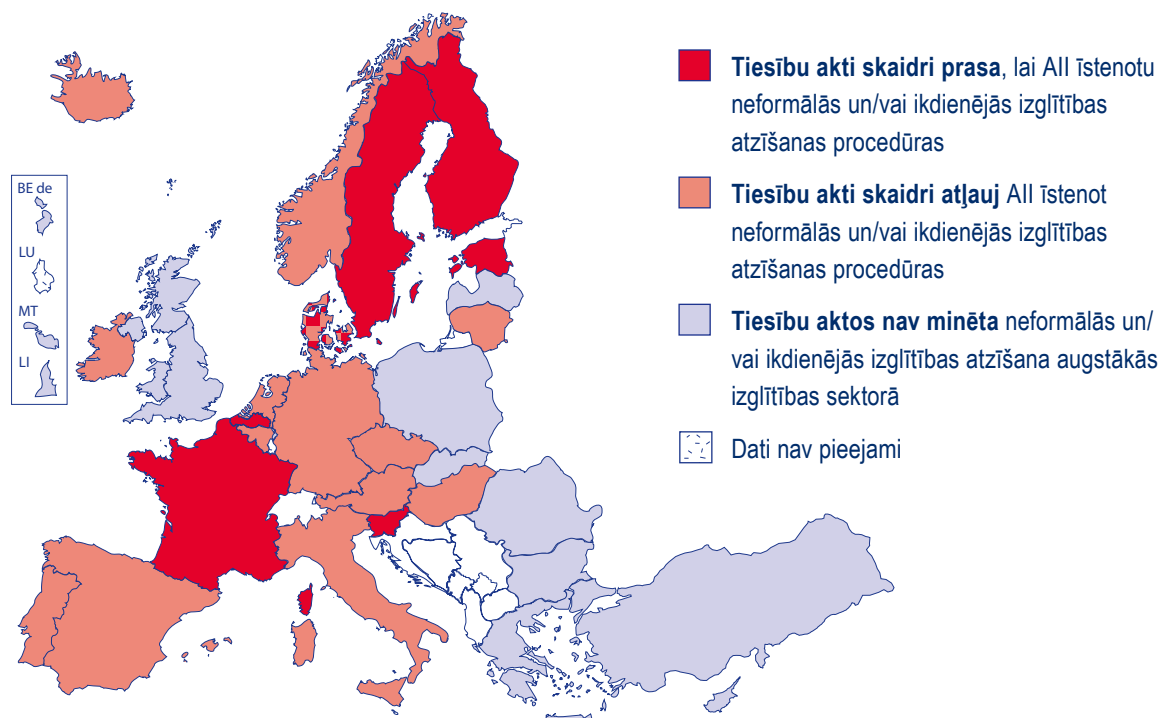 BE de
LU
MT
LI
Tiesību akti skaidri prasa, lai AII īstenotu
neformālās un/vai ikdienējās izglītības
atzīšanas procedūras
Tiesību akti skaidri atļauj AII īstenot
neformālās un/vai ikdienējās izglītības
atzīšanas procedūras
Tiesību aktos nav minēta neformālās un/
vai ikdienējās izglītības atzīšana augstākās
izglītības sektorā
Dati nav pieejami